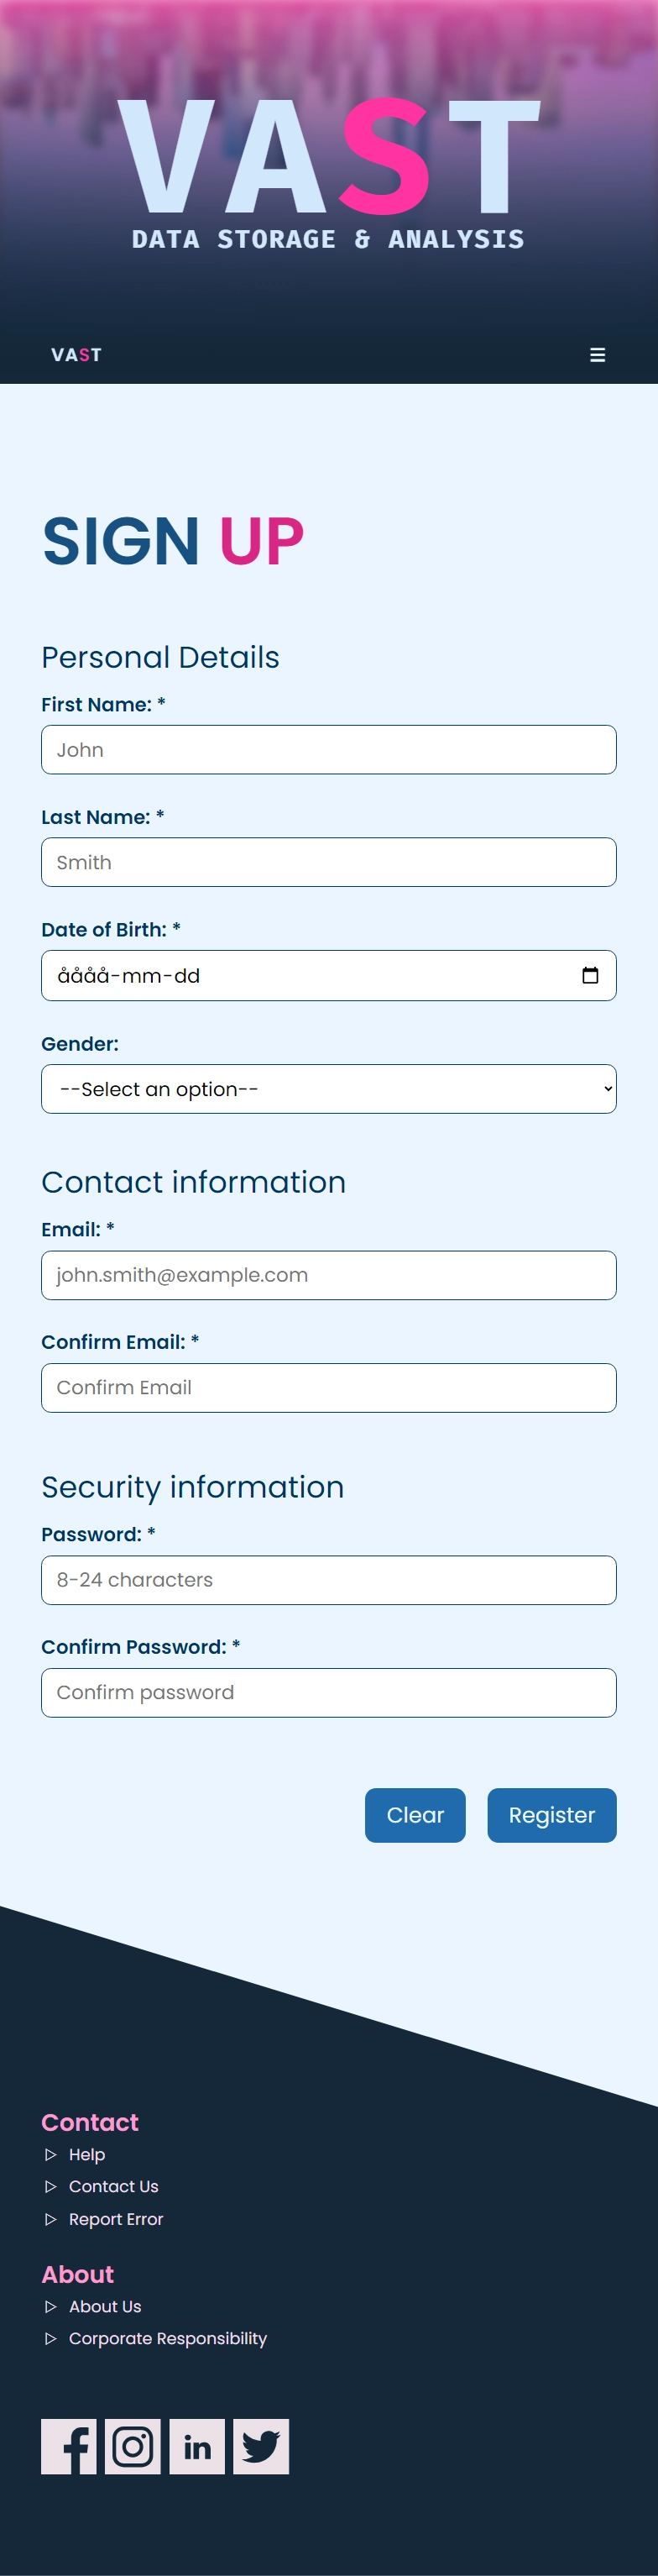 VAST
DATA STORAGE & ANALYSIS
VAST
SIGN UP
Personal Details
First Name: *
John
Last Name: *
Smith
Date of Birth: *
åååå-mm-dd
Gender:
--Select an option--
Contact information
Email: *
john.smith@example.com
Confirm Email: *
Confirm Email
Security information
Password: *
8-24 characters
Confirm Password: *
Confirm password
Clear Register
Contact
Help
Contact Us
Report Error
About
About Us
Corporate Responsibility